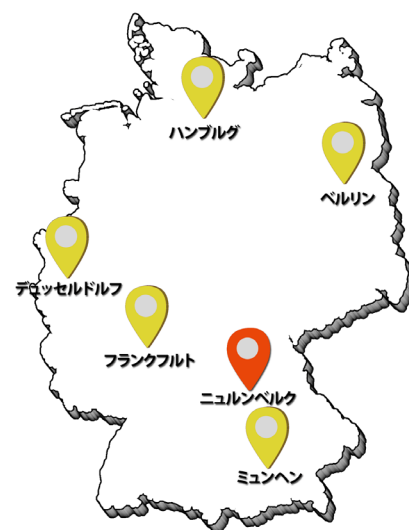 ハンブルグ
ベルリン
デュッセルドルフ
フランクフルト
ニュルンベルク
ミュンヘン